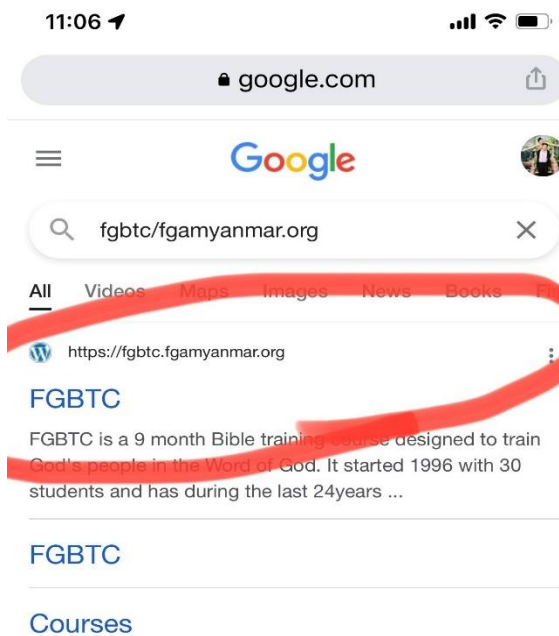 11:06
google.com
Google
fgbtc/fgamyanmar.org
All Videos Maps Images News Books
https://fgbtc.fgamyanmar.org
FGBTC
FGBTC is a 9 month Bible training course designed to train
God's people in the Word of God. It started 1996 with 30
students and has during the last 24years ...
FGBTC
Courses